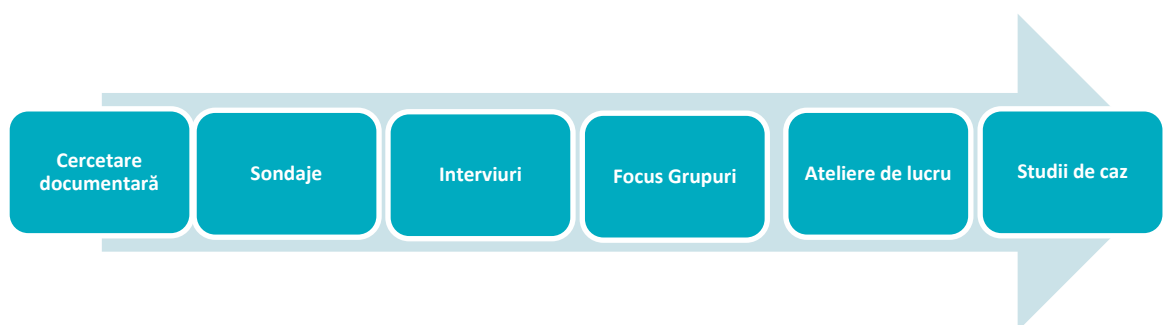 Cercetare
documentară
Sondaje
Interviuri
Focus Grupuri
Ateliere de lucru
Studii de caz